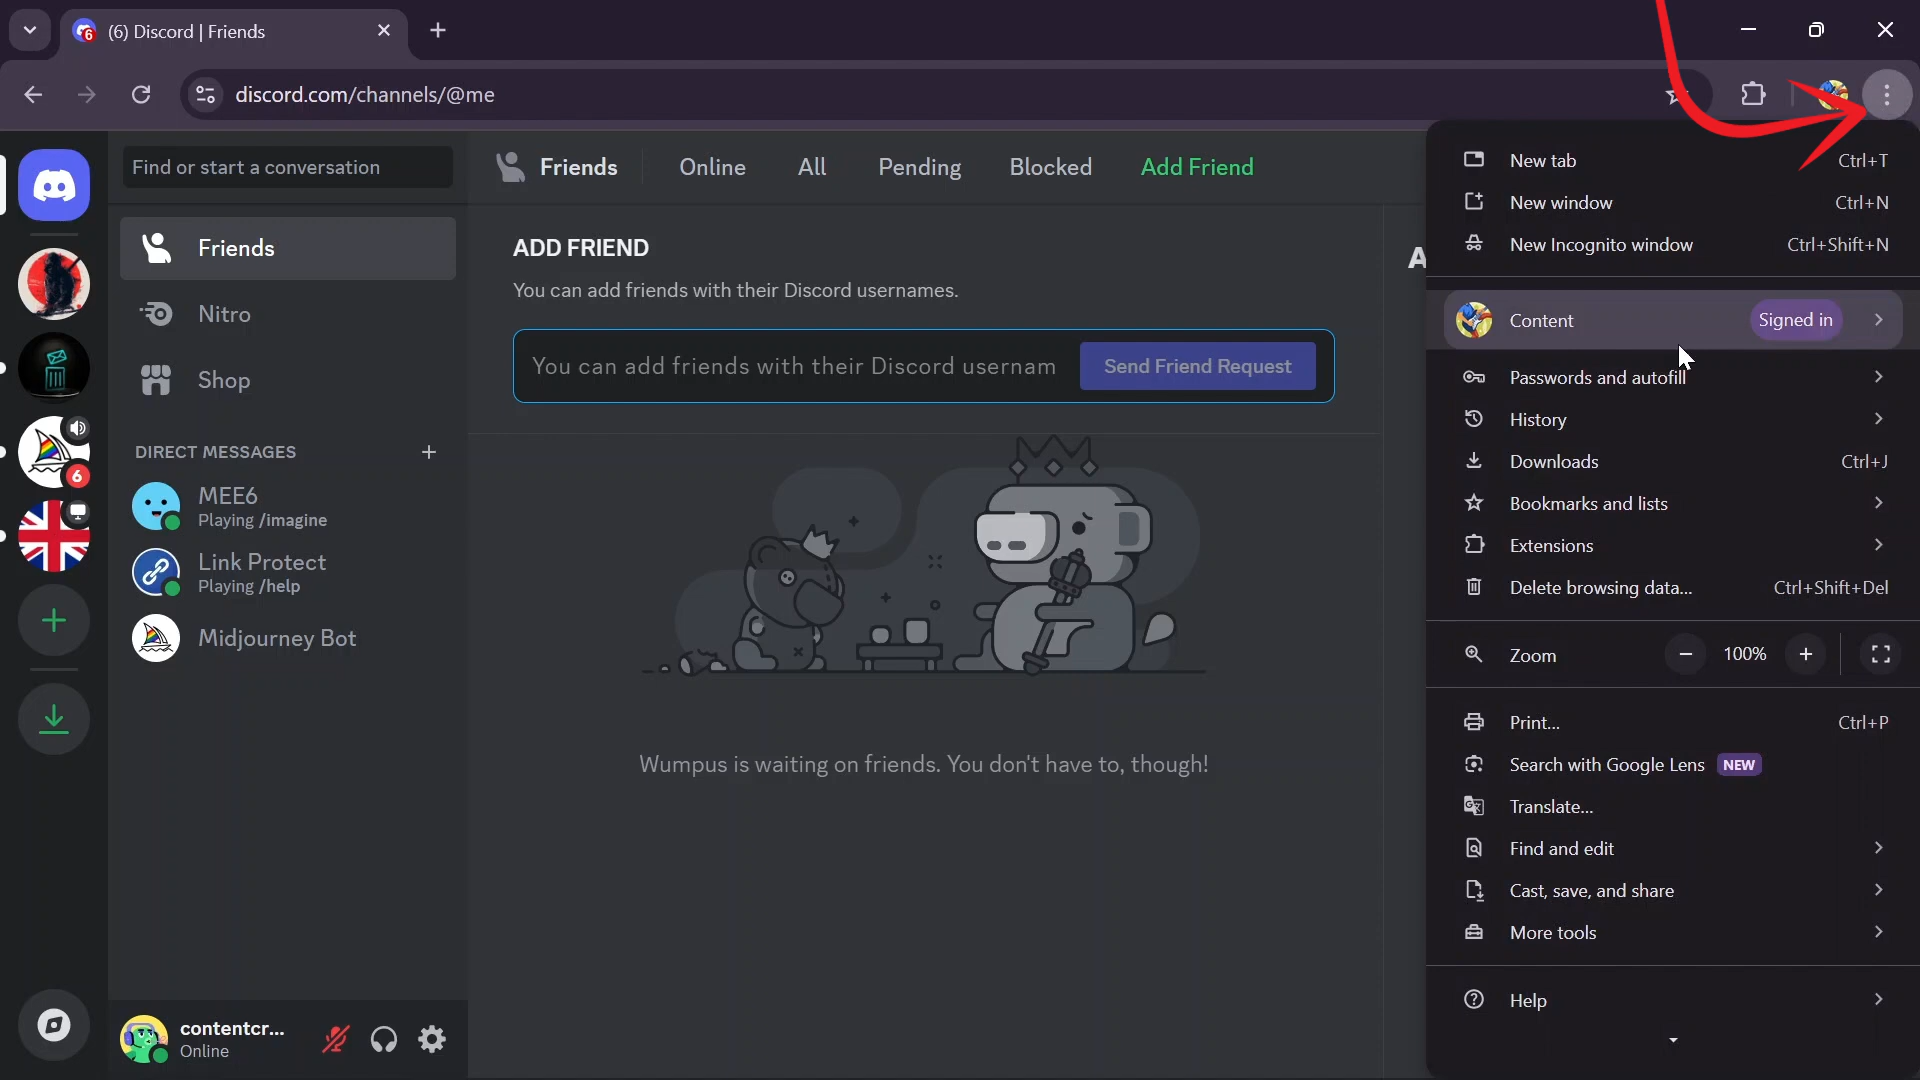 (6) Discord | Friends
6
discord.com/channels/@me
Find or start a conversation
Friends
Online
All
Pending
Blocked
Add Friend
Friends
Nitro
Shop
DIRECT MESSAGES
MEE6
Playing /imagine
Link Protect
Playing /help
Midjourney Bot
6
contentcr...
Online
ADD FRIEND
You can add friends with their Discord usernames.
You can add friends with their Discord usernam
Send Friend Request
Wumpus is waiting on friends. You don't have to, though!
A
New tab Ctrl+T
New window Ctrl+N
New Incognito window Ctrl+Shift+N
Content Signed in
Passwords and autofill
History
Downloads Ctrl+J
Bookmarks and lists
Extensions
Delete browsing data... Ctrl+Shift+Del
Zoom 100%
Print... Ctrl+P
Search with Google Lens NEW
Translate...
Find and edit
Cast, save, and share
More tools
Help